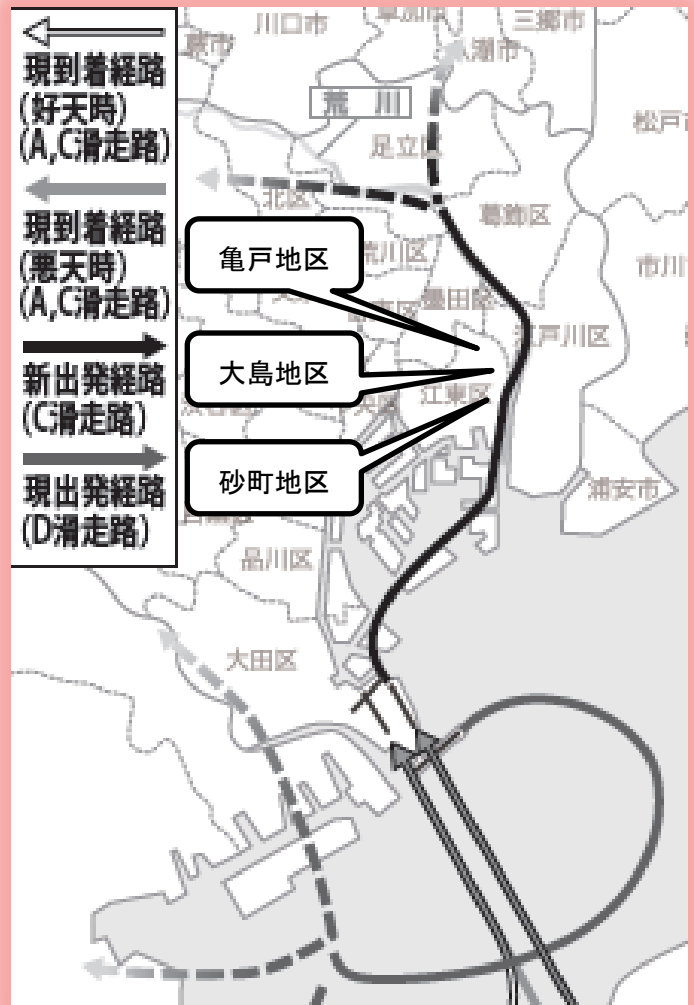 現到着経路
(好天時)
(A,C滑走路)
現到着経路
(悪天時)
(A,C滑走路)
新出発経路
(C滑走路)
現出発経路
(D滑走路)
川口市
草加市
三郷市
蕨市
八潮市
荒 川
松戸
足立区
北区
葛飾区
亀戸地区
荒川区
市川
墨田区
江戸川区
大島地区
江東区
砂町地区
浦安市
品川区
大田区